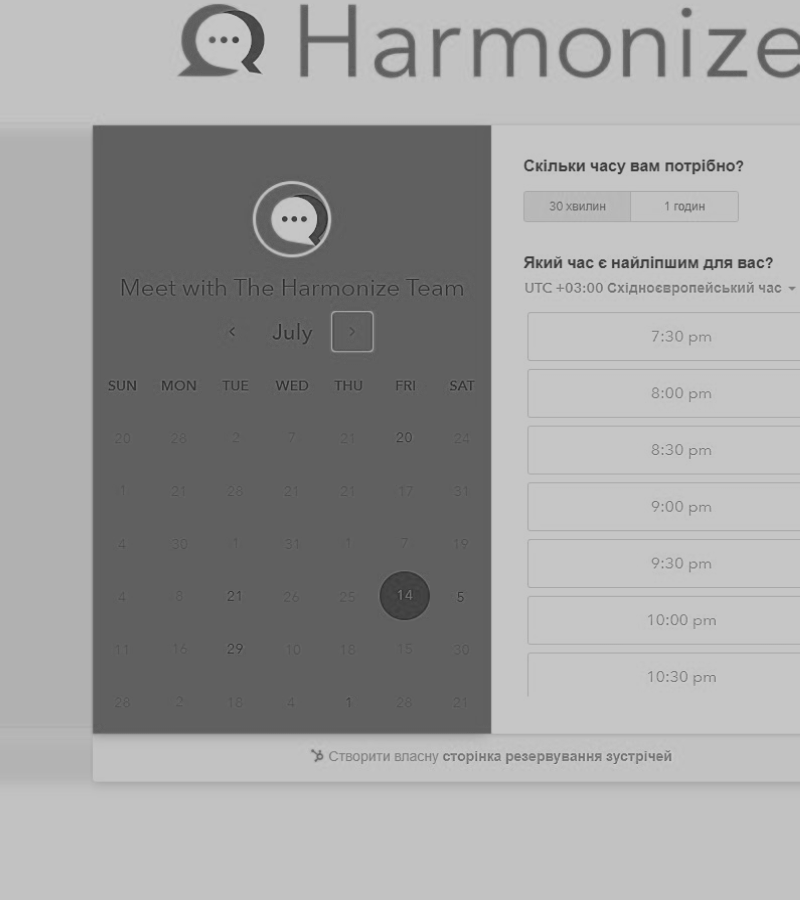 Harmonize
Meet with The Harmonize Team
July
SUN MON TUE WED THU FRI SAT
20 28 2 7 21 20 24
1 21 28 21 21 17 31
4 30 1 31 1 7 19
4 8 21 26 25 14 5
11 16 29 10 18 15 30
28 2 18 4 1 28 21
Скільки часу вам потрібно?
30 хвилин 1 годин
Який час є найліпшим для вас?
UTC +03:00 Східноєвропейський час
7:30 pm
8:00 pm
8:30 pm
9:00 pm
9:30 pm
10:00 pm
10:30 pm
Створити власну сторінка резервування зустрічей